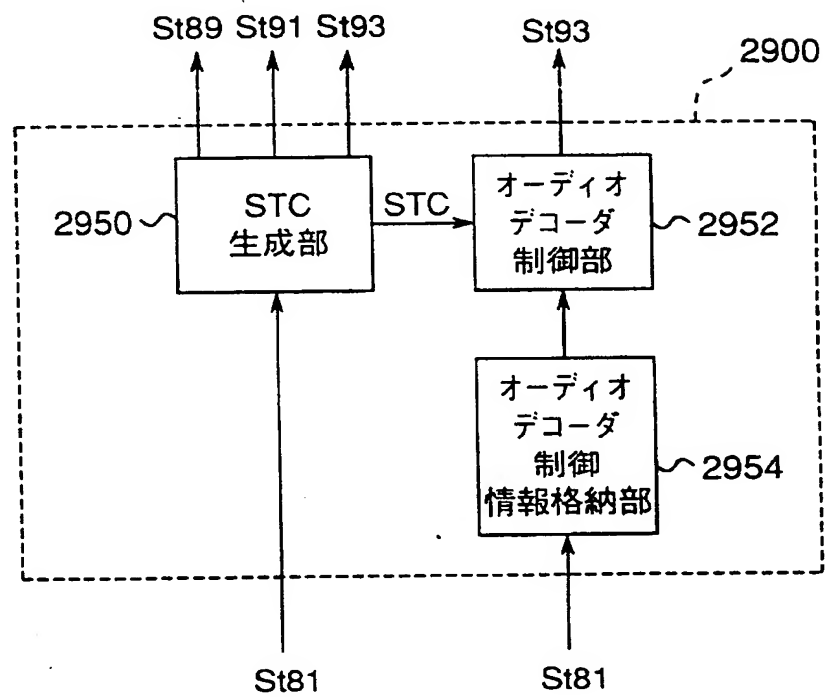 St89 St91 St93 St93
2900
2950
STC
生成部
STC
オーディオ
デコーダ
制御部
2952
オーディオ
デコーダ
制御
情報格納部
2954
St81 St81